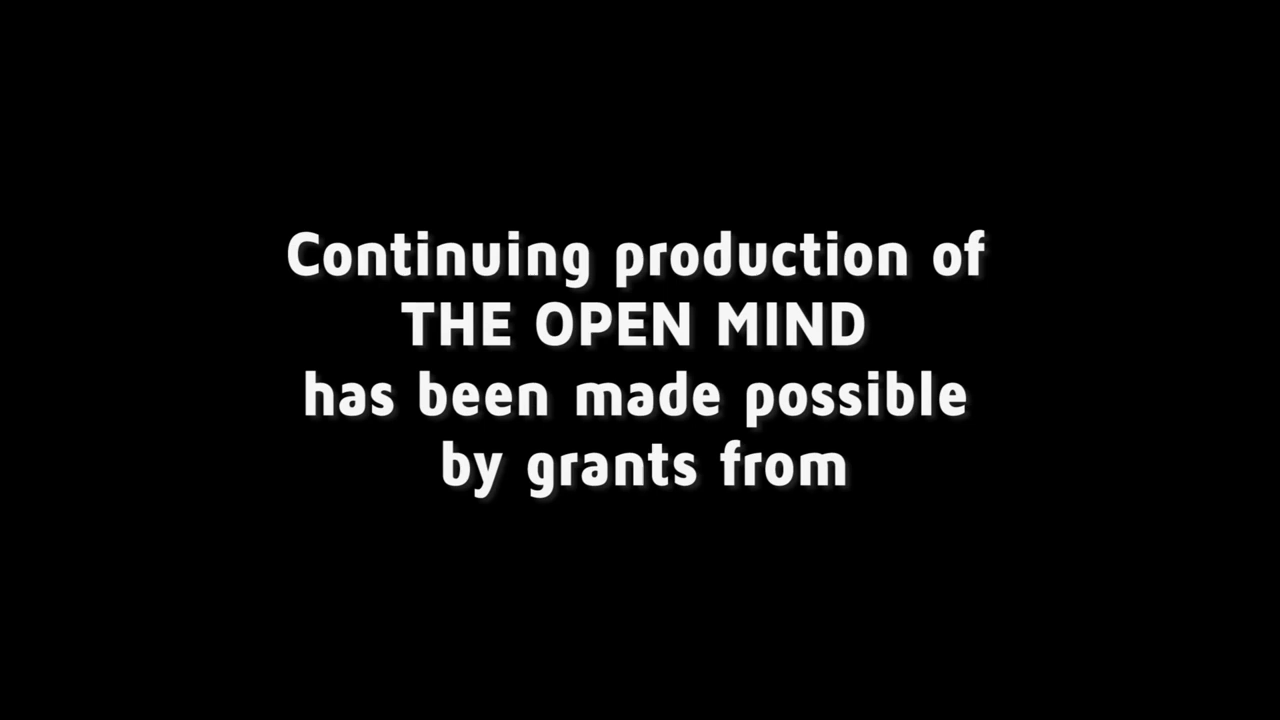 Continuing production of
THE OPEN MIND
has been made possible
by grants from